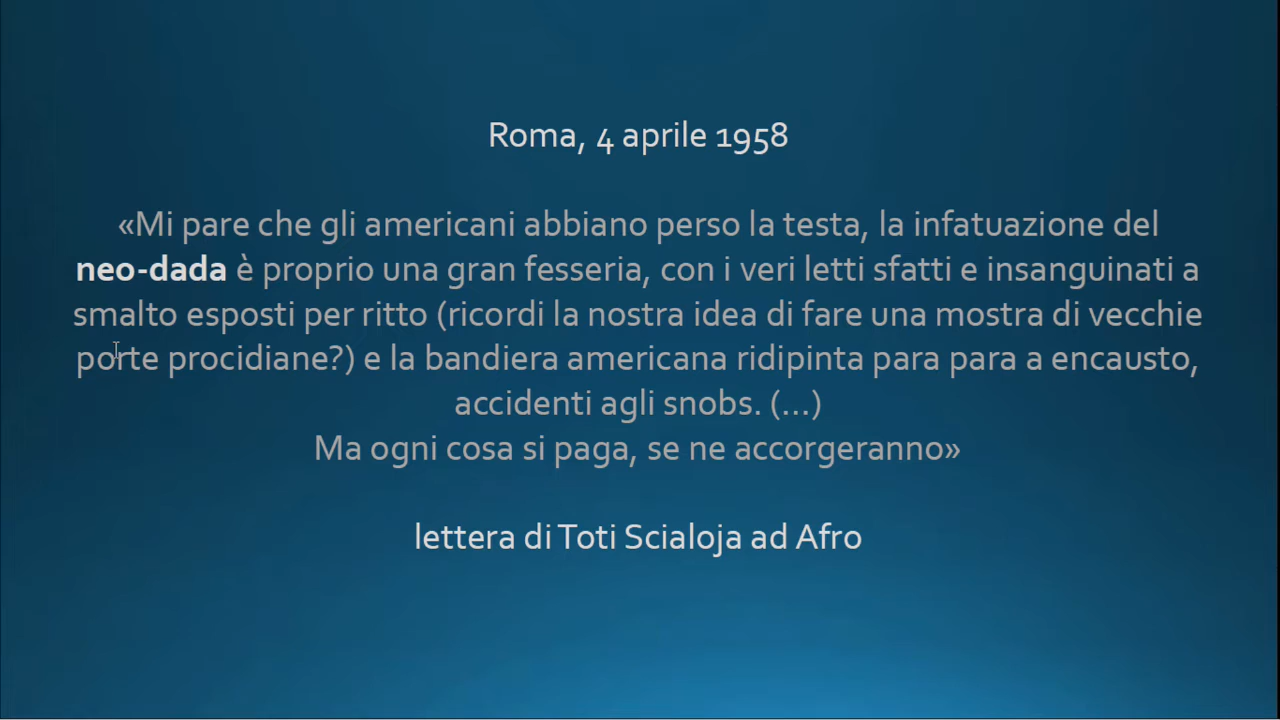 Roma, 4 aprile 1958
«Mi pare che gli americani abbiano perso la testa, la infatuazione del
neo-dada è proprio una gran fesseria, con i veri letti sfatti e insanguinati a
smalto esposti per ritto (ricordi la nostra idea di fare una mostra di vecchie
porte procidiane?) e la bandiera americana ridipinta para para a encausto,
accidenti agli snobs. (...)
Ma ogni cosa si paga, se ne accorgeranno»
lettera di Toti Scialoja ad Afro